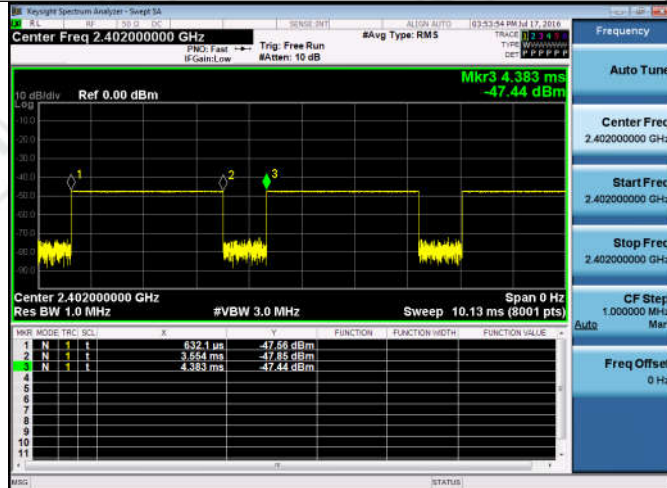 Keysight Spectrum Analyzer - Swept SA
RL RF 50 Ω DC SENSE:INT ALIGN AUTO 03:53:54 PM Jul 17, 2016
Center Freq 2.402000000 GHz
#Avg Type: RMS
TRACE 1 2 3 4 5 6
TYPE WWWWWW
DET P P P P P P
PNO: Fast
IFGain:Low
Trig: Free Run
#Atten: 10 dB
Mkr3 4.383 ms
-47.44 dBm
10 dB/div Ref 0.00 dBm
Log
-10.0
-20.0
-30.0
-40.0
-50.0
-60.0
-70.0
-80.0
-90.0
1
2
3
Center 2.402000000 GHz Span 0 Hz
Res BW 1.0 MHz #VBW 3.0 MHz Sweep 10.13 ms (8001 pts)
MKR MODE TRC SCL X Y FUNCTION FUNCTION WIDTH FUNCTION VALUE
1 N 1 t 632.1 µs -47.56 dBm
2 N 1 t 3.554 ms -47.85 dBm
3 N 1 t 4.383 ms -47.44 dBm
4
5
6
7
8
9
10
11
MSG STATUS
Frequency
Auto Tune
Center Freq
2.402000000 GHz
Start Freq
2.402000000 GHz
Stop Freq
2.402000000 GHz
CF Step
1.000000 MHz
Auto Man
Freq Offset
0 Hz